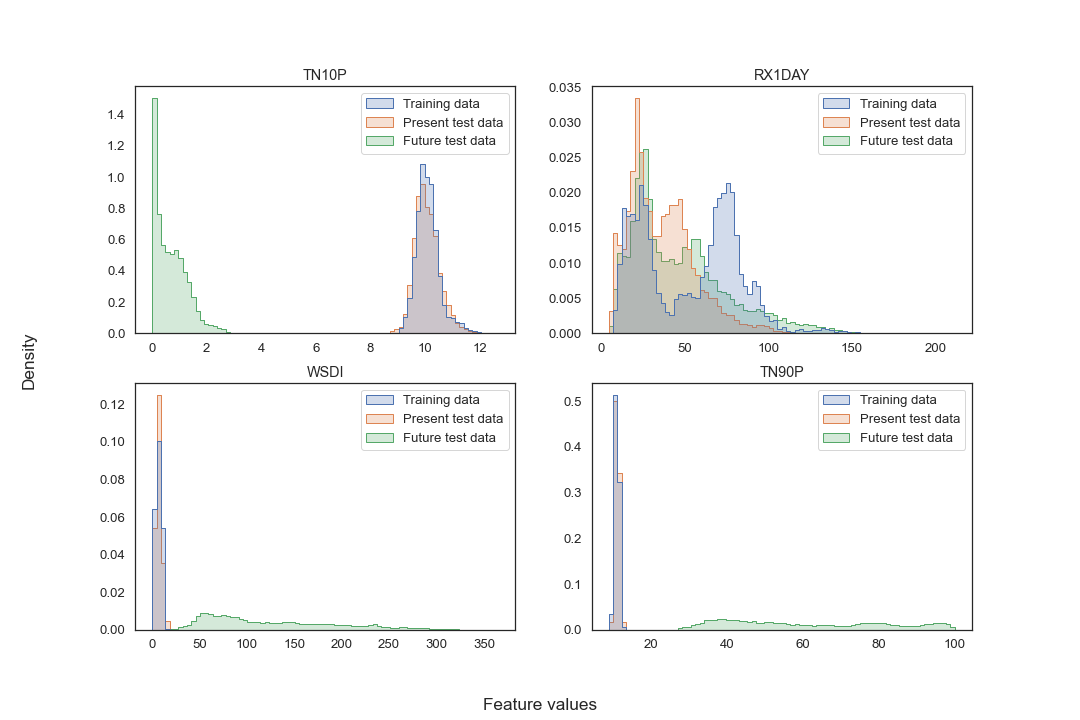 TN10P
Training data
Present test data
Future test data
1.4
1.2
1.0
0.8
0.6
0.4
0.2
0.0
0 2 4 6 8 10 12
RX1DAY
Training data
Present test data
Future test data
0.035
0.030
0.025
0.020
0.015
0.010
0.005
0.000
0 50 100 150 200
Density
WSDI
Training data
Present test data
Future test data
0.12
0.10
0.08
0.06
0.04
0.02
0.00
0 50 100 150 200 250 300 350
TN90P
Training data
Present test data
Future test data
0.5
0.4
0.3
0.2
0.1
0.0
20 40 60 80 100
Feature values